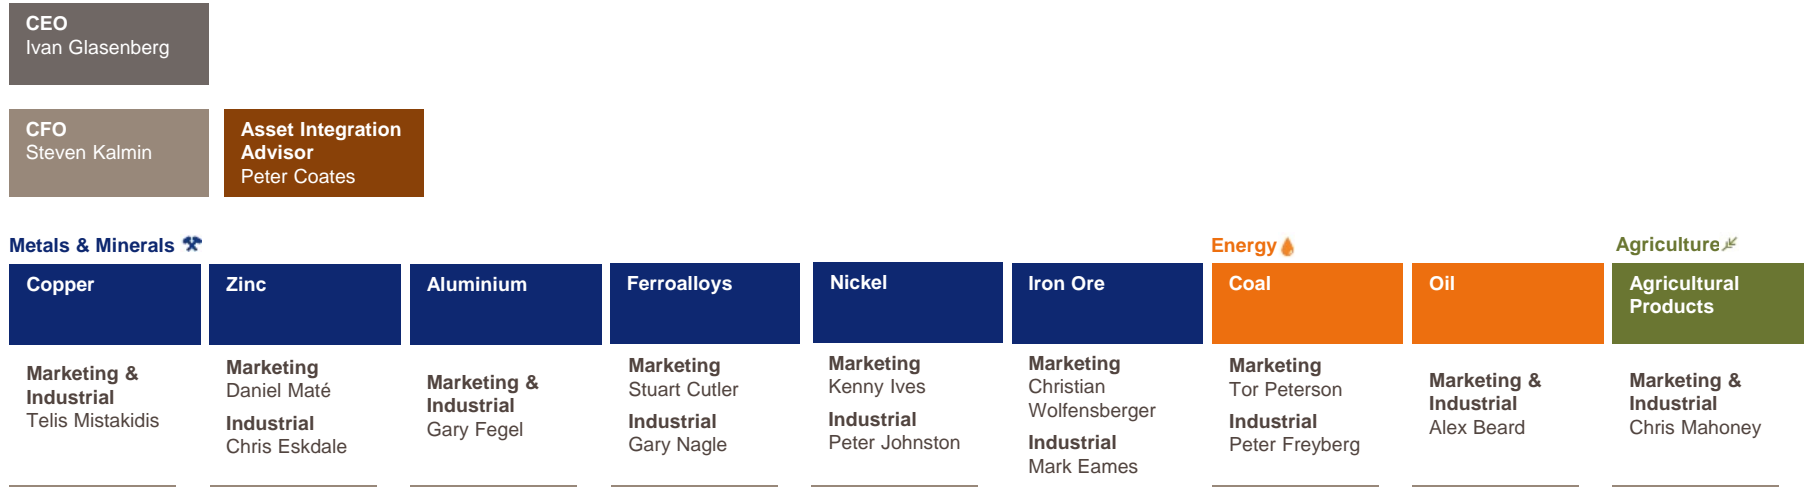 CEO
Ivan Glasenberg
CFO
Steven Kalmin
Asset Integration
Advisor
Peter Coates
Metals & Minerals
Energy
Agriculture
Copper
Marketing &
Industrial
Telis Mistakidis
Zinc
Marketing
Daniel Maté
Industrial
Chris Eskdale
Aluminium
Marketing &
Industrial
Gary Fegel
Ferroalloys
Marketing
Stuart Cutler
Industrial
Gary Nagle
Nickel
Marketing
Kenny Ives
Industrial
Peter Johnston
Iron Ore
Marketing
Christian
Wolfensberger
Industrial
Mark Eames
Coal
Marketing
Tor Peterson
Industrial
Peter Freyberg
Oil
Marketing &
Industrial
Alex Beard
Agricultural
Products
Marketing &
Industrial
Chris Mahoney